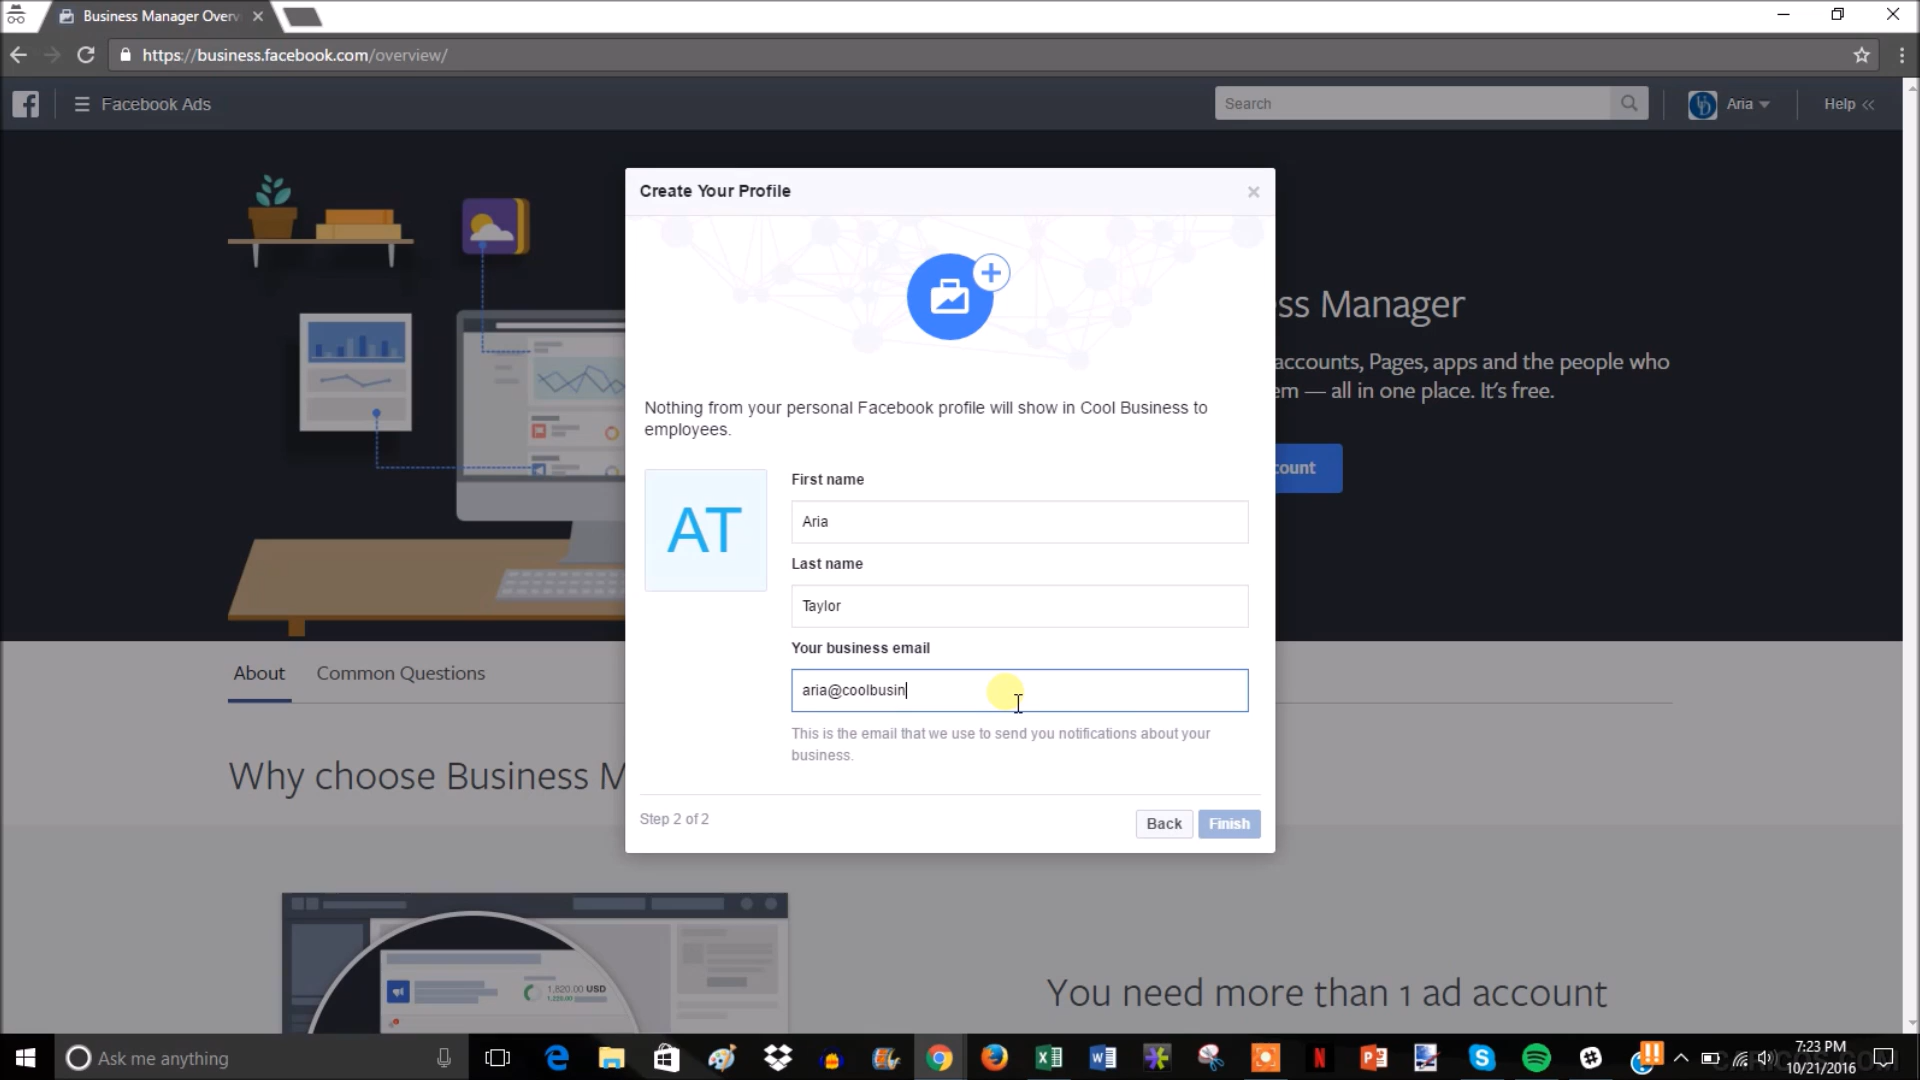 Business Manager Over
https://business.facebook.com/overview/
Facebook Ads
Search
Aria
Help
Create Your Profile
ss Manager
accounts, Pages, apps and the people who
em — all in one place. It's free.
count
Nothing from your personal Facebook profile will show in Cool Business to
employees.
AT
First name
Aria
Last name
Taylor
Your business email
aria@coolbusin
This is the email that we use to send you notifications about your
business.
Step 2 of 2
Back
Finish
About
Common Questions
Why choose Business M
1,820.00 USD
You need more than 1 ad account
Ask me anything
7:23 PM
10/21/2016